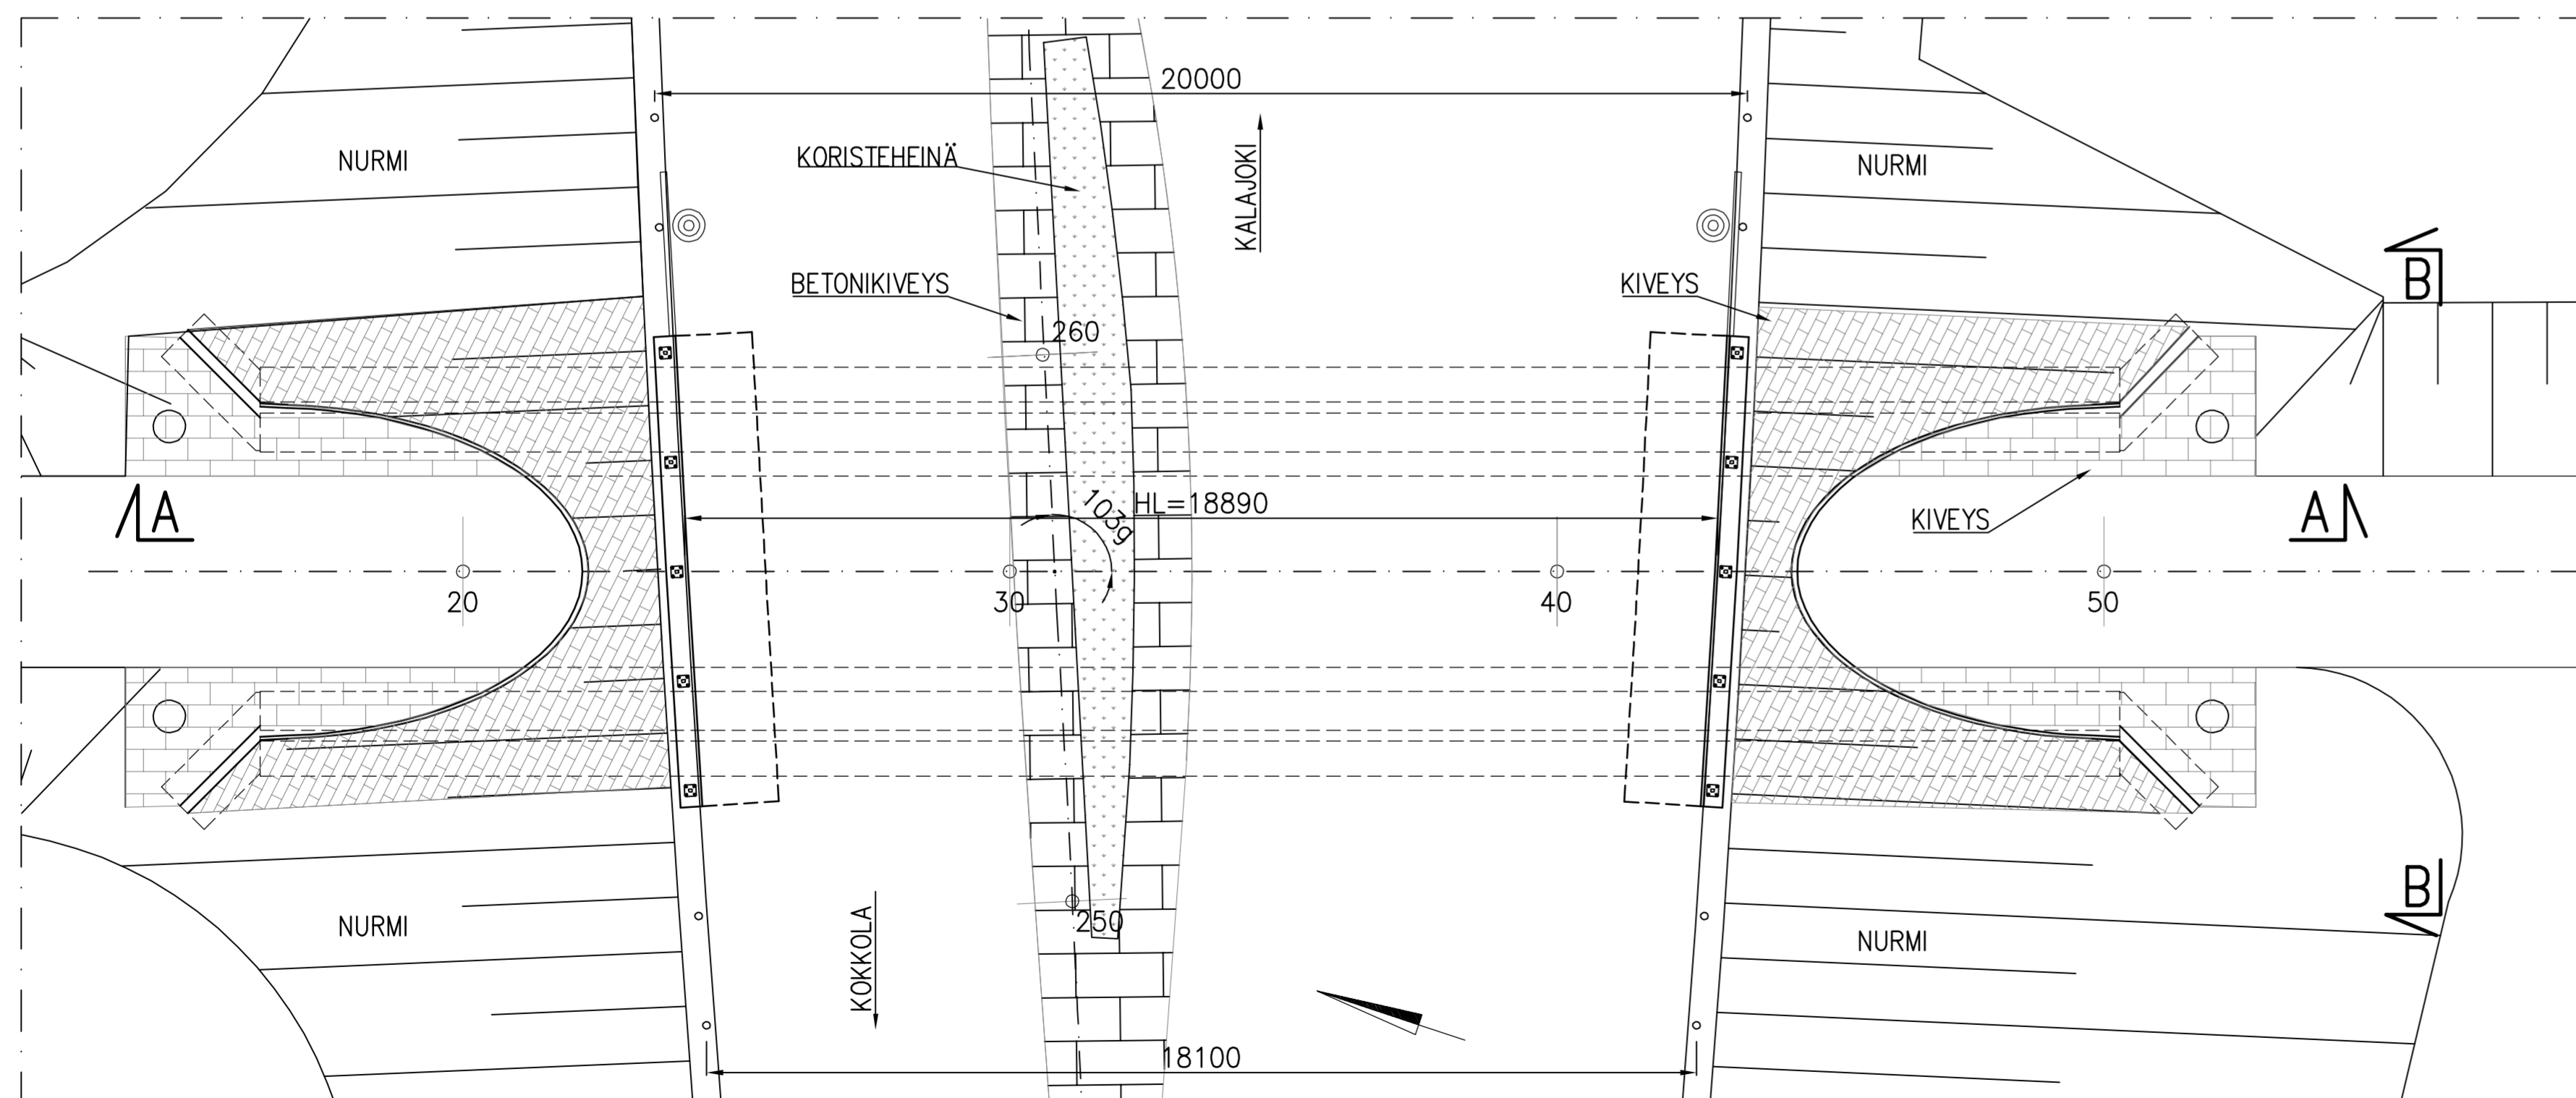 20000
KORISTEHEINÄ
NURMI
KALAJOKI
NURMI
BETONIKIVEYS
KIVEYS
B
260
A
HL=18890
103g
KIVEYS
A
20
30
40
50
NURMI
250
KOKKOLA
NURMI
B
18100